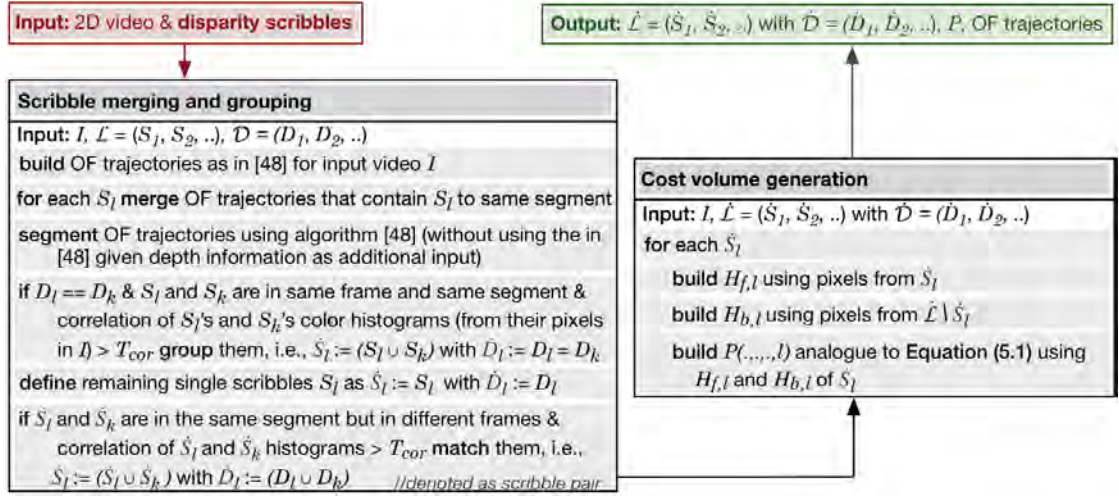 Input: 2D video & disparity scribbles
Output: ℒ̇ = (Ṡ₁, Ṡ₂, ..) with 𝒟̇ = (Ḋ₁, Ḋ₂, ..), P, OF trajectories
Scribble merging and grouping
Input: I, ℒ = (S₁, S₂, ..), 𝒟 = (D₁, D₂, ..)
build OF trajectories as in [48] for input video I
for each Sₗ merge OF trajectories that contain Sₗ to same segment
segment OF trajectories using algorithm [48] (without using the in
[48] given depth information as additional input)
if Dₗ == Dₖ & Sₗ and Sₖ are in same frame and same segment &
correlation of Sₗ's and Sₖ's color histograms (from their pixels
in I) > T_cor group them, i.e., Ṡₗ := (Sₗ ∪ Sₖ) with Ḋₗ := Dₗ = Dₖ
define remaining single scribbles Sₗ as Ṡₗ := Sₗ with Ḋₗ := Dₗ
if Ṡₗ and Ṡₖ are in the same segment but in different frames &
correlation of Ṡₗ and Ṡₖ histograms > T_cor match them, i.e.,
Ṡₗ := (Ṡₗ ∪ Ṡₖ) with Ḋₗ := (Ḋₗ ∪ Ḋₖ) //denoted as scribble pair
Cost volume generation
Input: I, ℒ̇ = (Ṡ₁, Ṡ₂, ..) with 𝒟̇ = (Ḋ₁, Ḋ₂, ..)
for each Ṡₗ
build H_{f,l} using pixels from Ṡₗ
build H_{b,l} using pixels from ℒ̇ \ Ṡₗ
build P(.,.,.,l) analogue to Equation (5.1) using
H_{f,l} and H_{b,l} of Ṡₗ